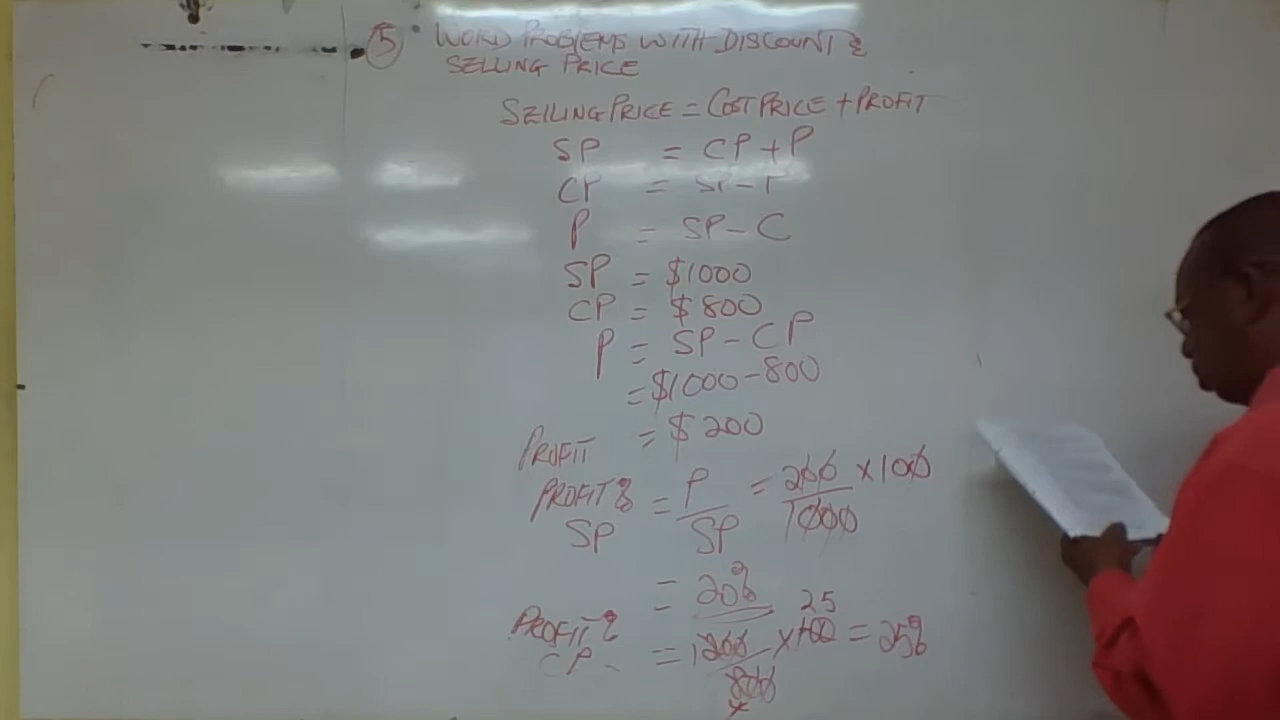 5 WORD PROBLEMS WITH DISCOUNT &
SELLING PRICE
SELLING PRICE = COST PRICE + PROFIT
SP = CP + P
CP = SP - P
P = SP - C
SP = $1000
CP = $800
P = SP - CP
= $1000 - 800
PROFIT = $200
PROFIT % SP = P/SP = 200/1000 × 100
= 20%
25
PROFIT % CP = 200/800 × 100 = 25%